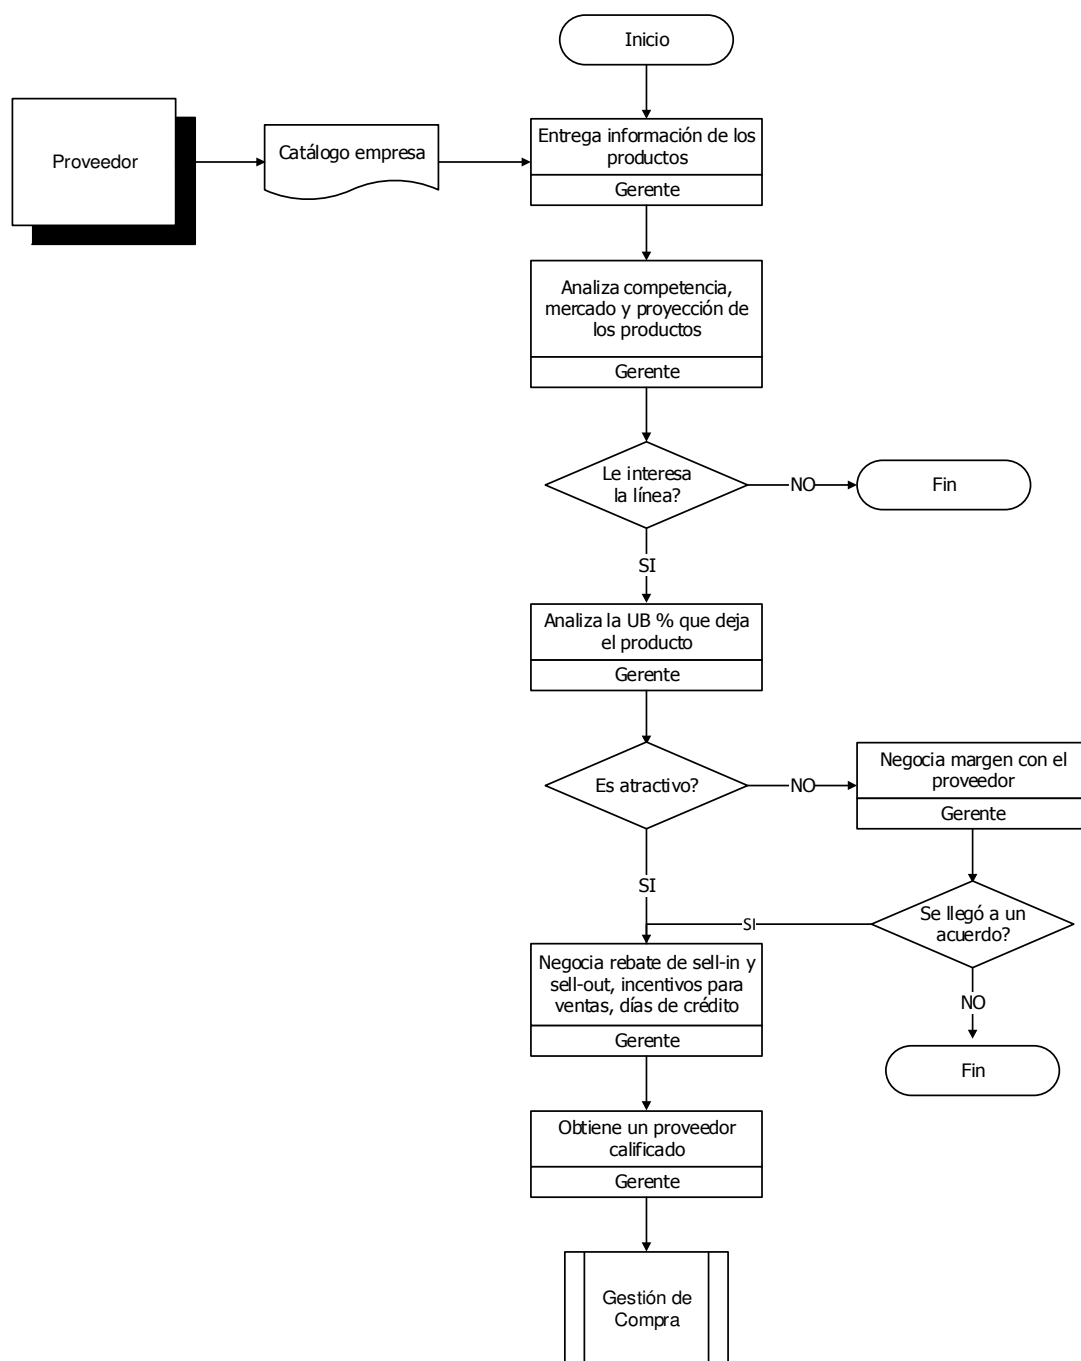 Inicio
Proveedor
Catálogo empresa
Entrega información de los
productos
Gerente
Analiza competencia,
mercado y proyección de
los productos
Gerente
Le interesa
la línea?
NO
Fin
SI
Analiza la UB % que deja
el producto
Gerente
Es atractivo?
NO
Negocia margen con el
proveedor
Gerente
SI
Se llegó a un
acuerdo?
SI
NO
Fin
Negocia rebate de sell-in y
sell-out, incentivos para
ventas, días de crédito
Gerente
Obtiene un proveedor
calificado
Gerente
Gestión de
Compra